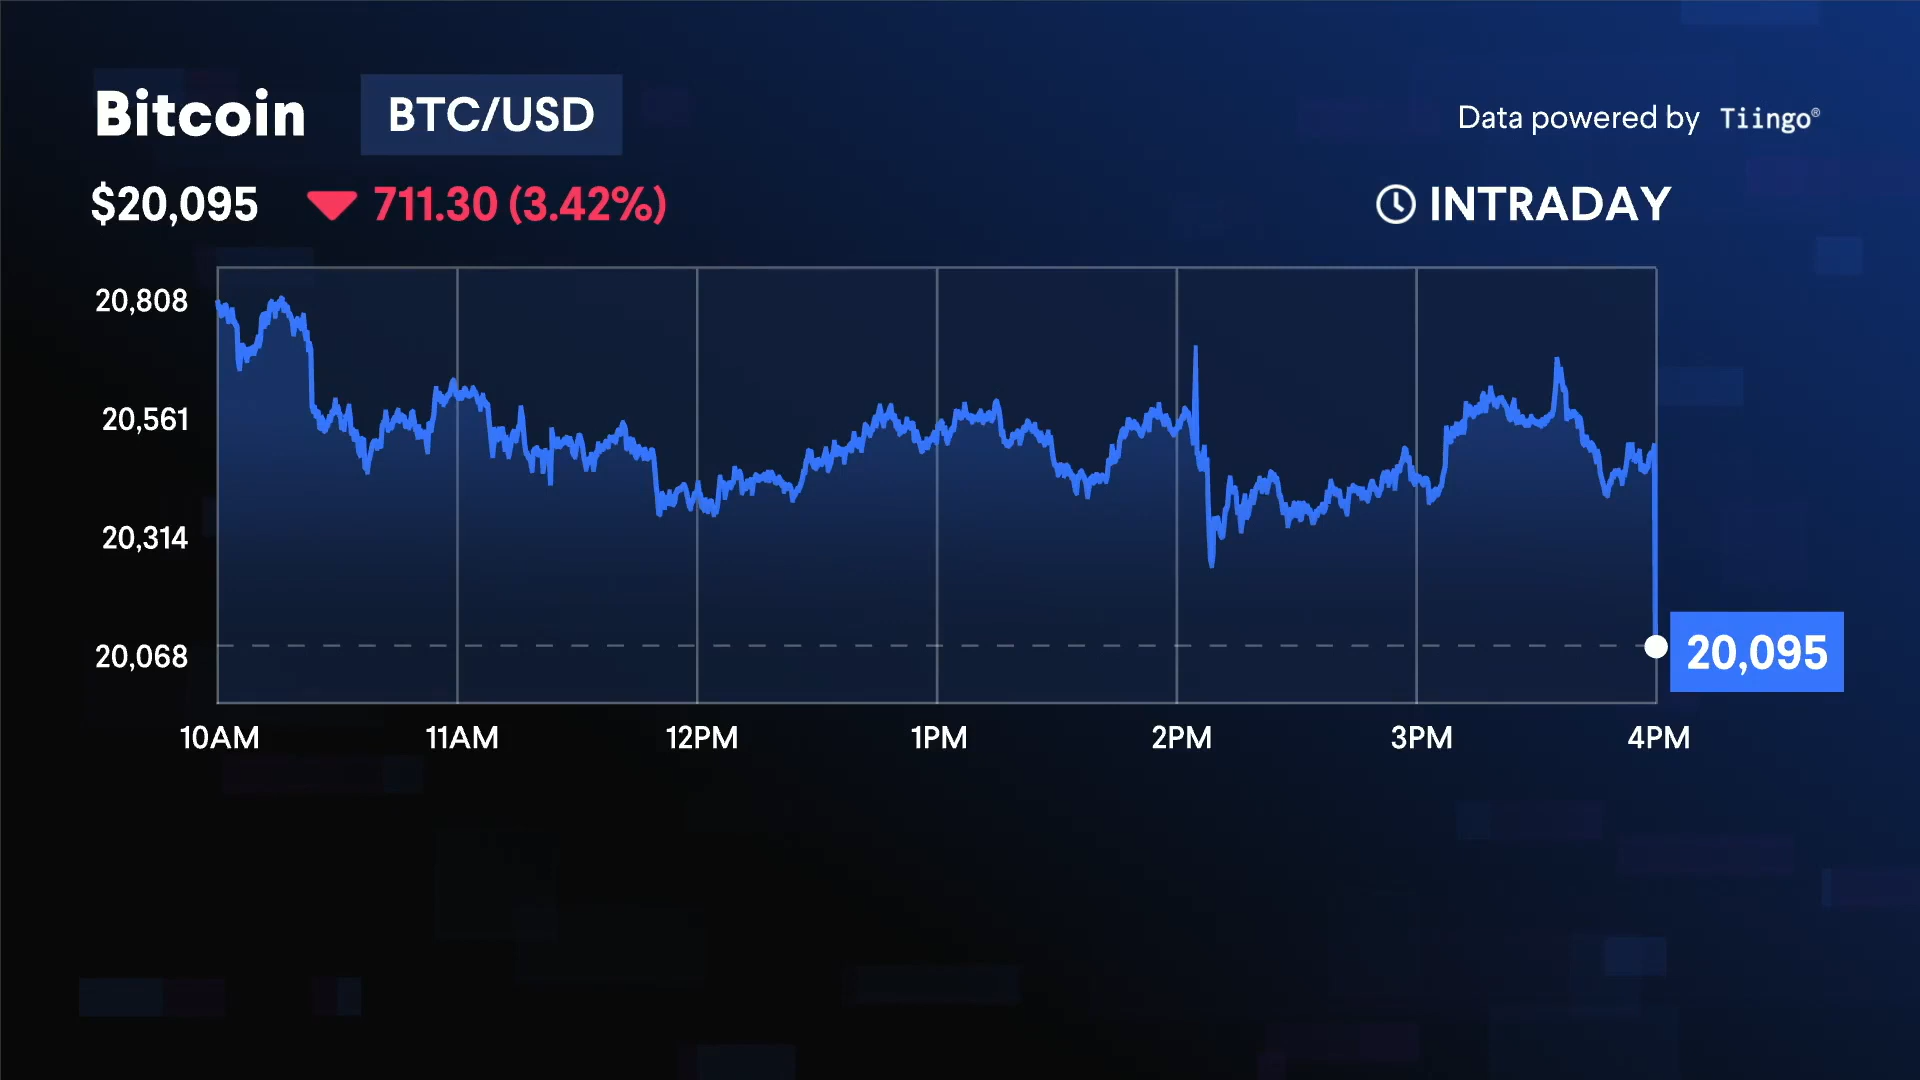 Bitcoin BTC/USD
Data powered by Tiingo®
$20,095 711.30 (3.42%)
INTRADAY
20,808
20,561
20,314
20,068
20,095
10AM 11AM 12PM 1PM 2PM 3PM 4PM